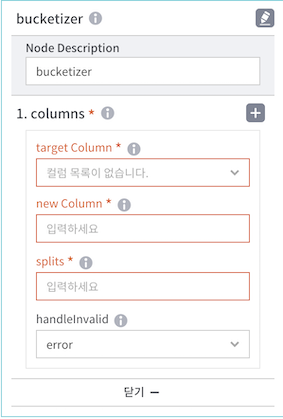 bucketizer
Node Description
bucketizer
1. columns *
target Column *
컬럼 목록이 없습니다.
new Column *
입력하세요
splits *
입력하세요
handleInvalid
error
닫기